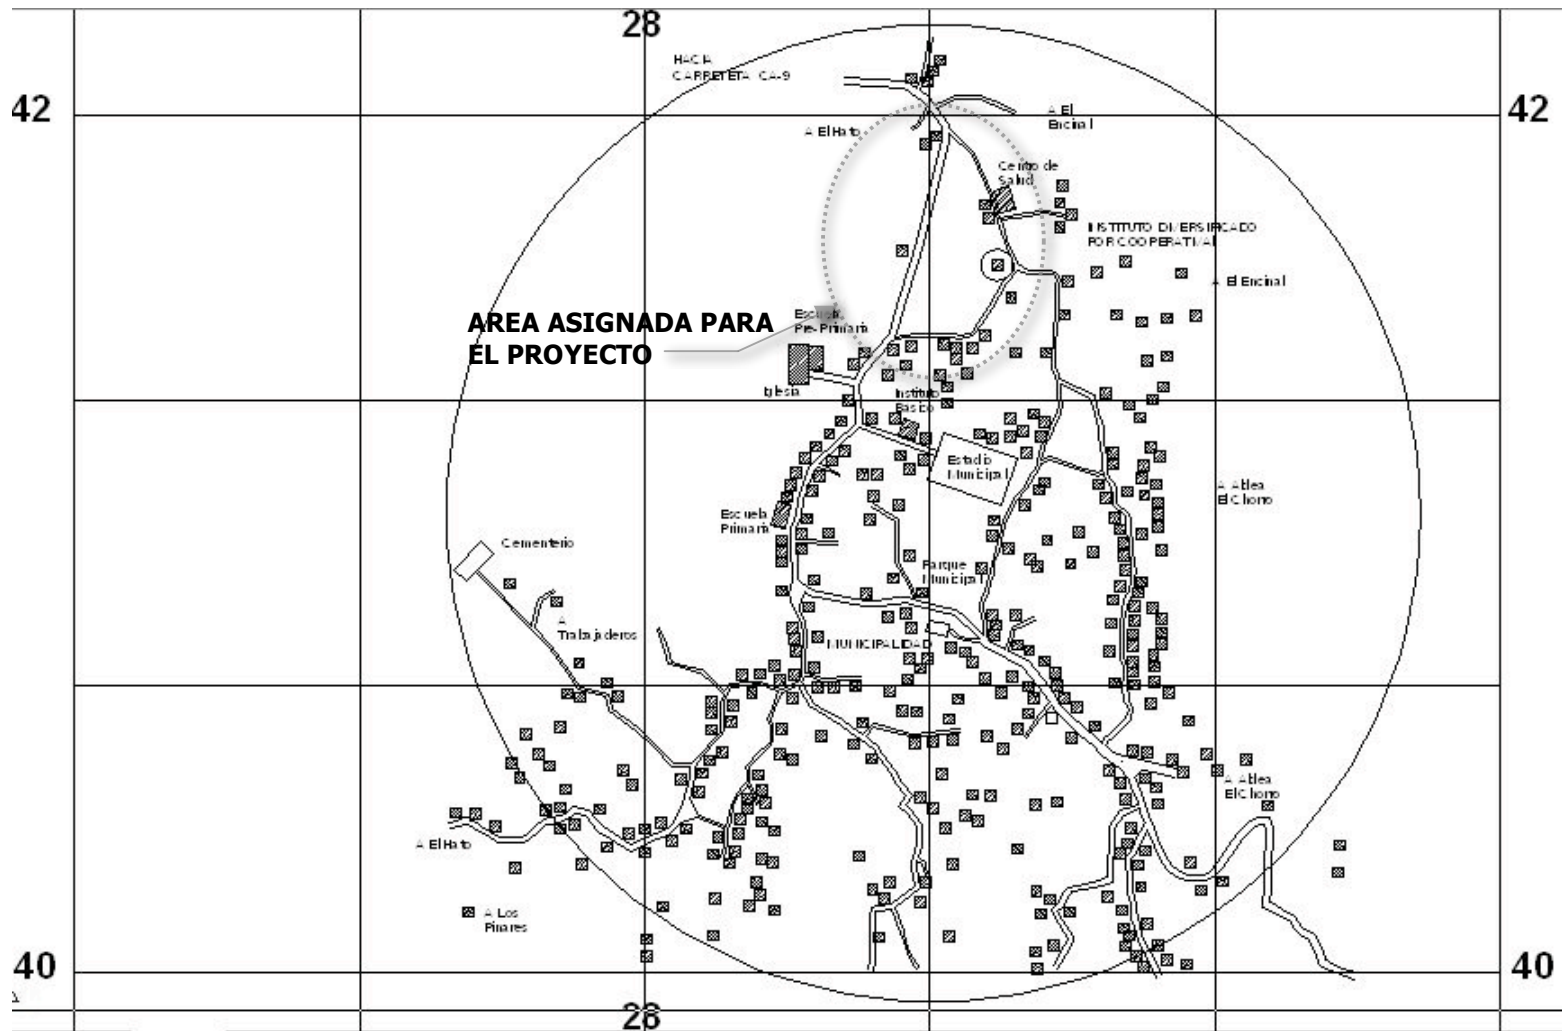 28
HACIA
CARRETETA CA-9
42
42
A El
Encinal
A El Hato
Centro de
Salud
INSTITUTO DIVERSIFICADO
POR COOPERATIVA
A El Encinal
AREA ASIGNADA PARA
EL PROYECTO
Escuela
Pre-Primaria
Iglesia
Instituto
Basico
Estadio
Municipal
A Aldea
El Chorro
Escuela
Primaria
Cementerio
Parque
Municipal
A
Trabajaderos
MUNICIPALIDAD
A Aldea
El Chorro
A El Hato
A Los
Pinares
40
40
28